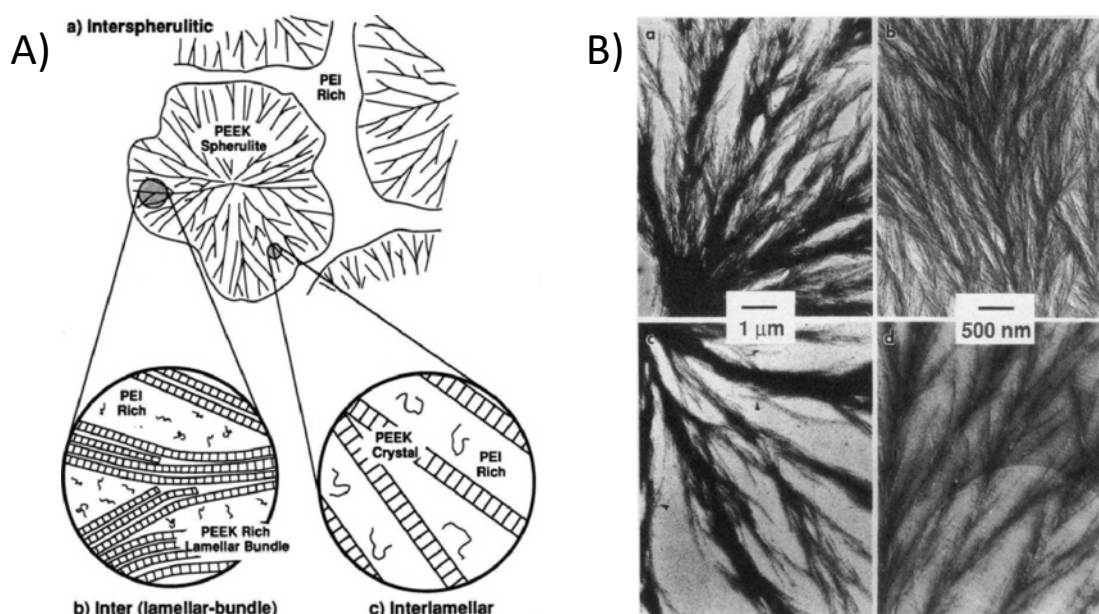 A)
a) Interspherulitic
PEI
Rich
PEEK
Spherulite
PEI
Rich
PEEK Rich
Lamellar Bundle
b) Inter (lamellar-bundle)
PEEK
Crystal
PEI
Rich
c) Interlamellar
B)
a
b
1 μm
500 nm
c
d